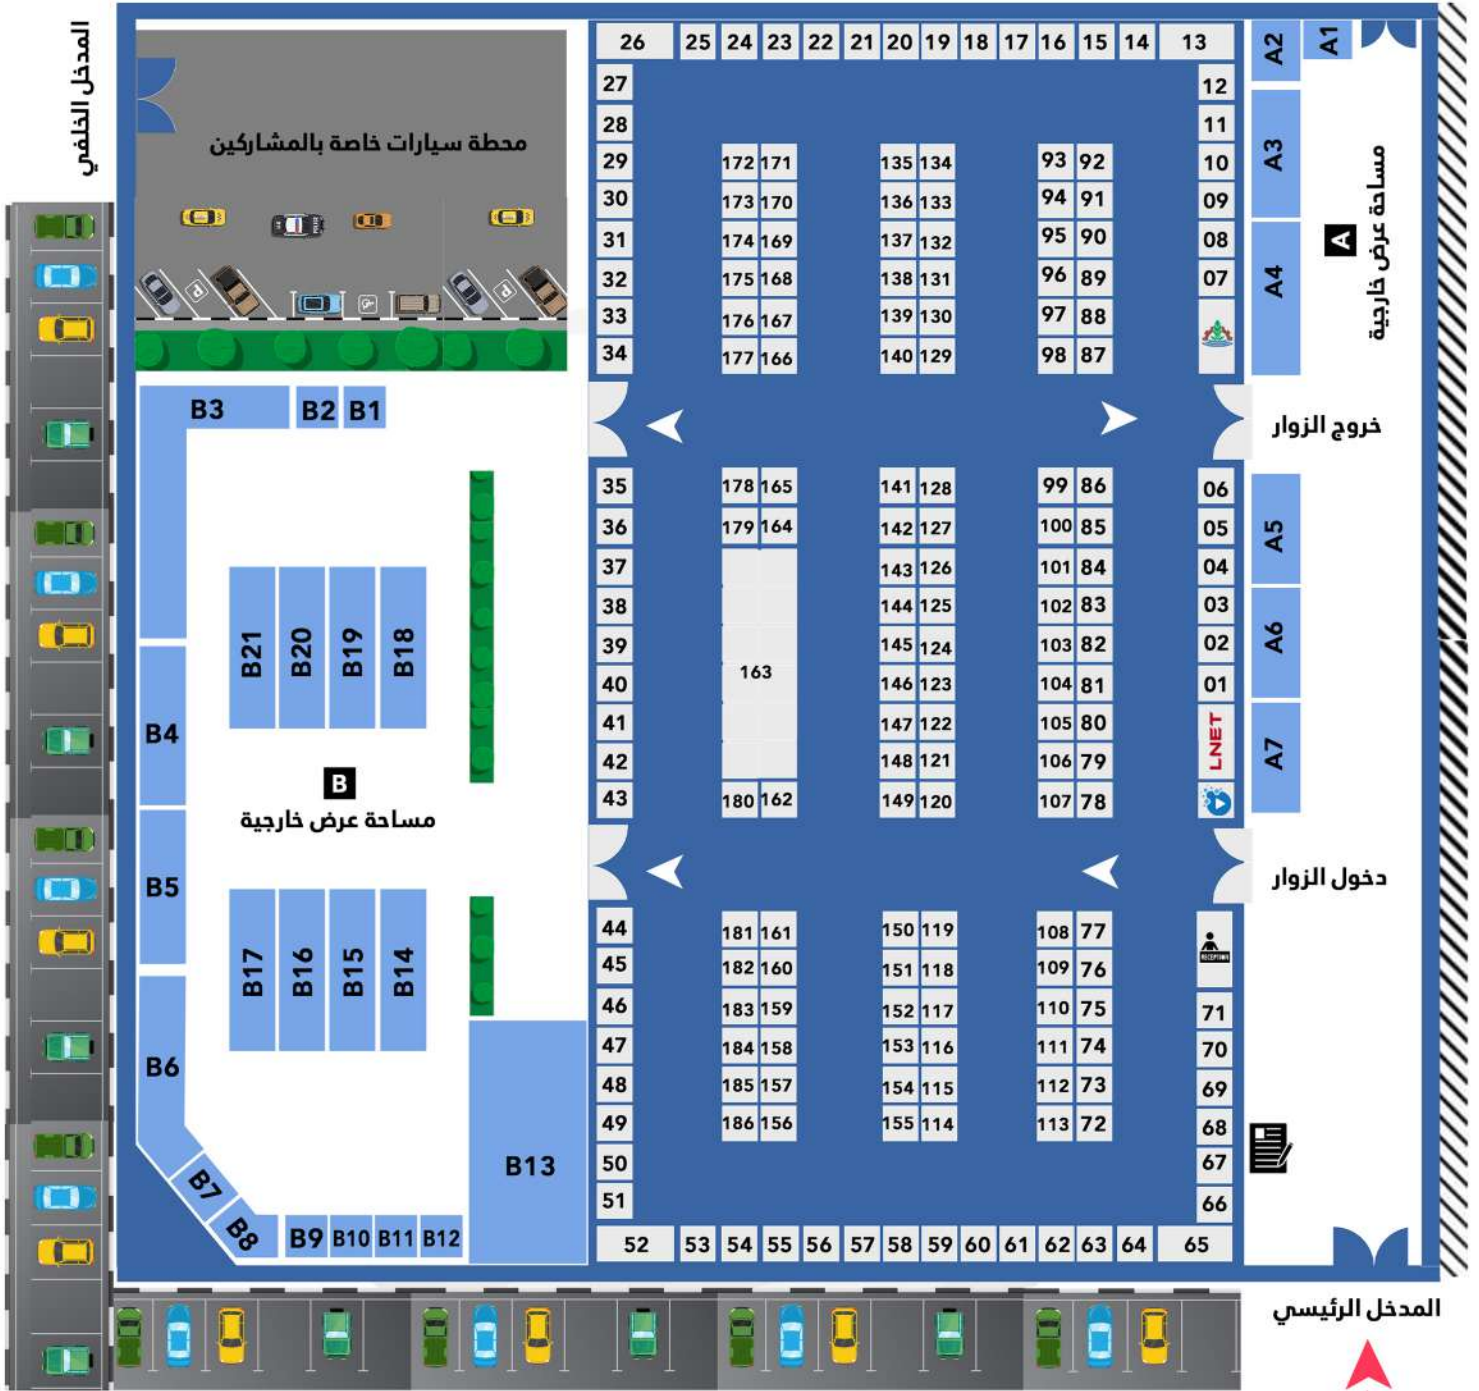 المدخل الخلفي
محطة سيارات خاصة بالمشاركين
26 25 24 23 22 21 20 19 18 17 16 15 14 13
A2 A1
27 12
28 11
29 172 171 135 134 93 92 10 A3
30 173 170 136 133 94 91 09
مساحة عرض خارجية
A
31 174 169 137 132 95 90 08
32 175 168 138 131 96 89 07 A4
33 176 167 139 130 97 88
34 177 166 140 129 98 87
B3 B2 B1
خروج الزوار
35 178 165 141 128 99 86 06
36 179 164 142 127 100 85 05 A5
37 143 126 101 84 04
38 144 125 102 83 03
B21 B20 B19 B18
39 145 124 103 82 02 A6
163
40 146 123 104 81 01
B4
41 147 122 105 80
LNET
A7
42 148 121 106 79
43 180 162 149 120 107 78
B
مساحة عرض خارجية
B5
دخول الزوار
44 181 161 150 119 108 77
RECEPTION
45 182 160 151 118 109 76
B17 B16 B15 B14
46 183 159 152 117 110 75 71
47 184 158 153 116 111 74 70
B6
48 185 157 154 115 112 73 69
49 186 156 155 114 113 72 68
50 67
B13
51 66
B7
B8 B9 B10 B11 B12
52 53 54 55 56 57 58 59 60 61 62 63 64 65
المدخل الرئيسي